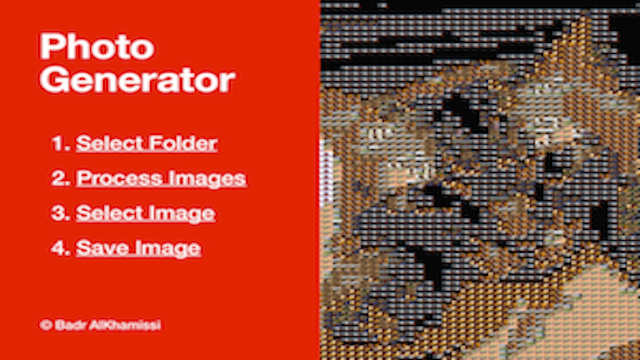 Photo
Generator
1. Select Folder
2. Process Images
3. Select Image
4. Save Image
© Badr AlKhamissi